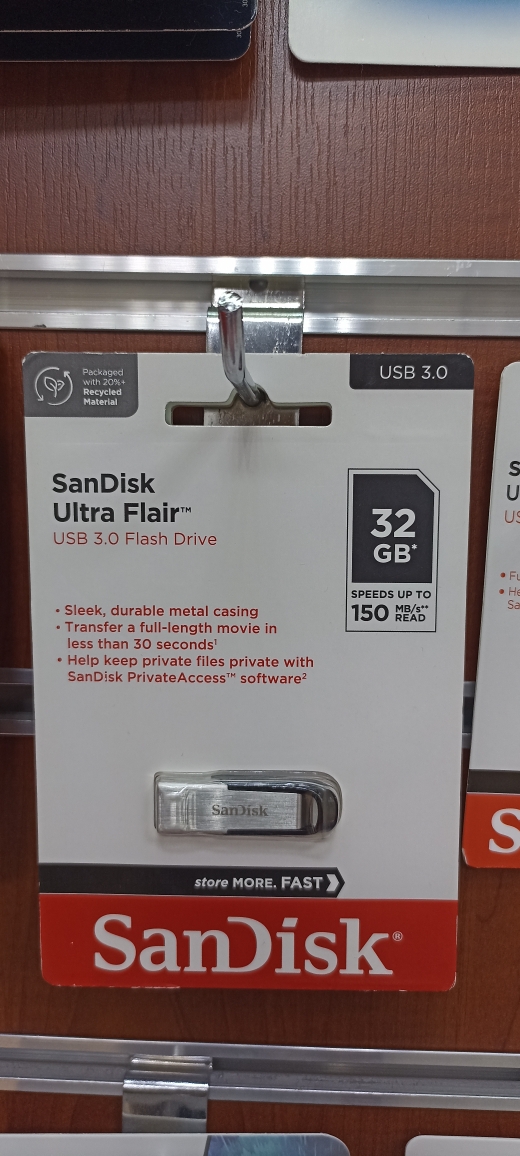 Packaged
with 20%+
Recycled
Material
USB 3.0
SanDisk
Ultra Flair™
USB 3.0 Flash Drive
32
GB*
SPEEDS UP TO
150 MB/s** READ
• Sleek, durable metal casing
• Transfer a full-length movie in
less than 30 seconds¹
• Help keep private files private with
SanDisk PrivateAccess™ software²
SanDisk
store MORE. FAST
SanDisk®